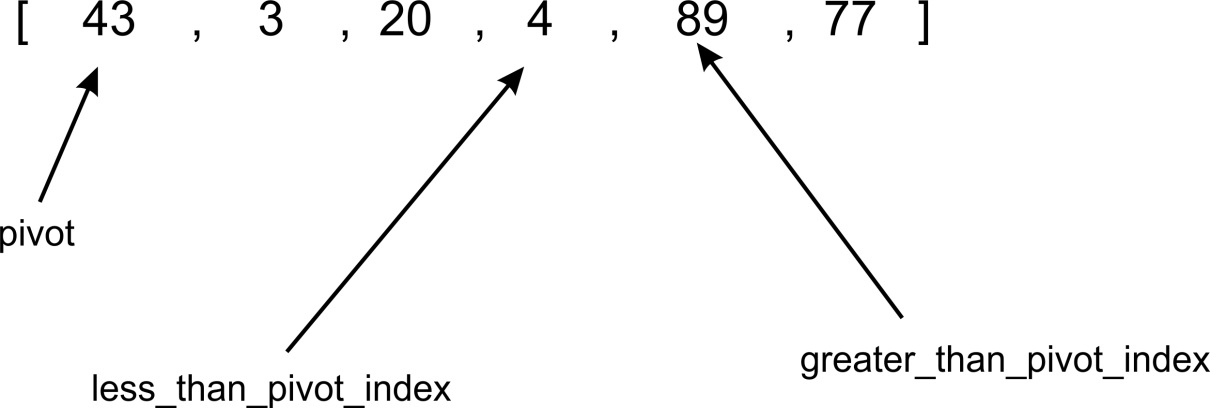 [ 43 , 3 , 20 , 4 , 89 , 77 ]
pivot
greater_than_pivot_index
less_than_pivot_index